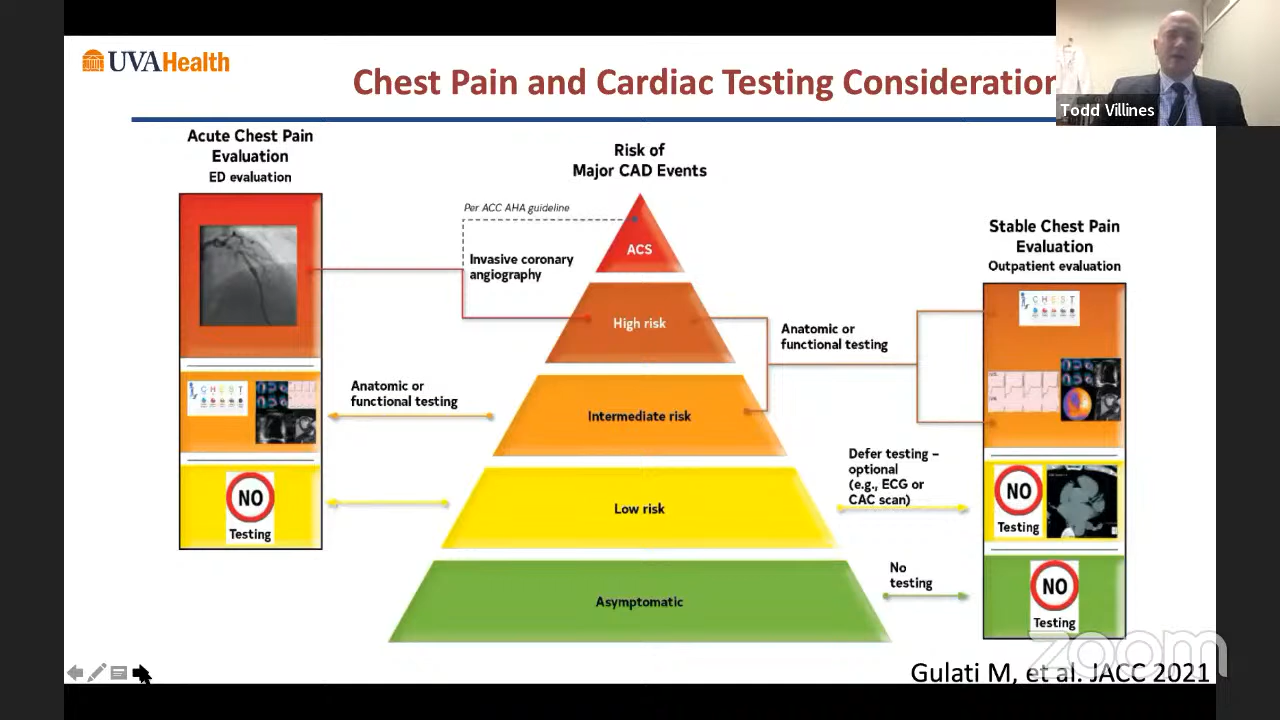 UVAHealth
Chest Pain and Cardiac Testing Consideration
Todd Villines
Acute Chest Pain
Evaluation
ED evaluation
Risk of
Major CAD Events
Per ACC AHA guideline
Invasive coronary
angiography
ACS
Stable Chest Pain
Evaluation
Outpatient evaluation
CHEST
High risk
Anatomic or
functional testing
CHEST
Anatomic or
functional testing
Intermediate risk
Defer testing –
optional
(e.g., ECG or
CAC scan)
NO
Testing
Low risk
NO
Testing
No
testing
Asymptomatic
NO
Testing
zoom
Gulati M, et al. JACC 2021